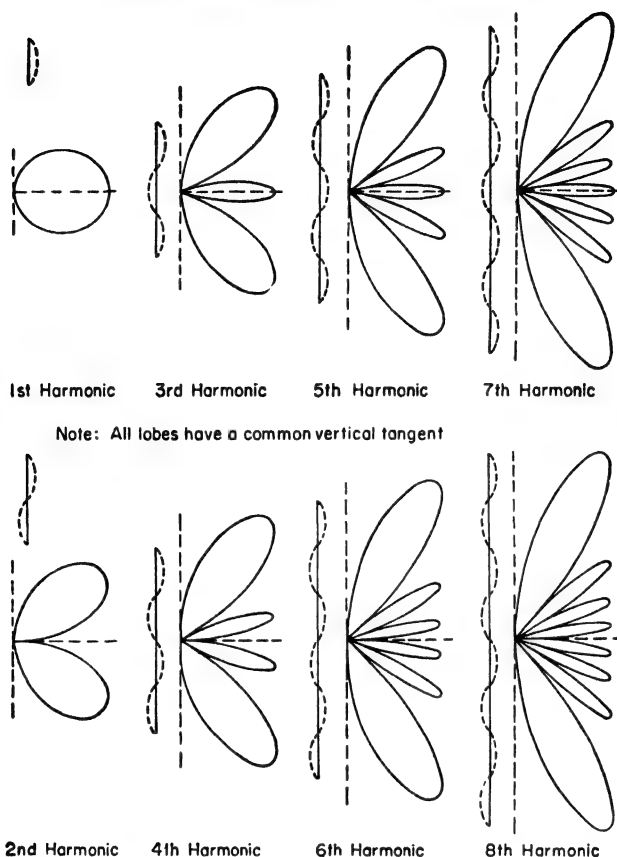 1st Harmonic 3rd Harmonic 5th Harmonic 7th Harmonic
Note: All lobes have a common vertical tangent
2nd Harmonic 4th Harmonic 6th Harmonic 8th Harmonic